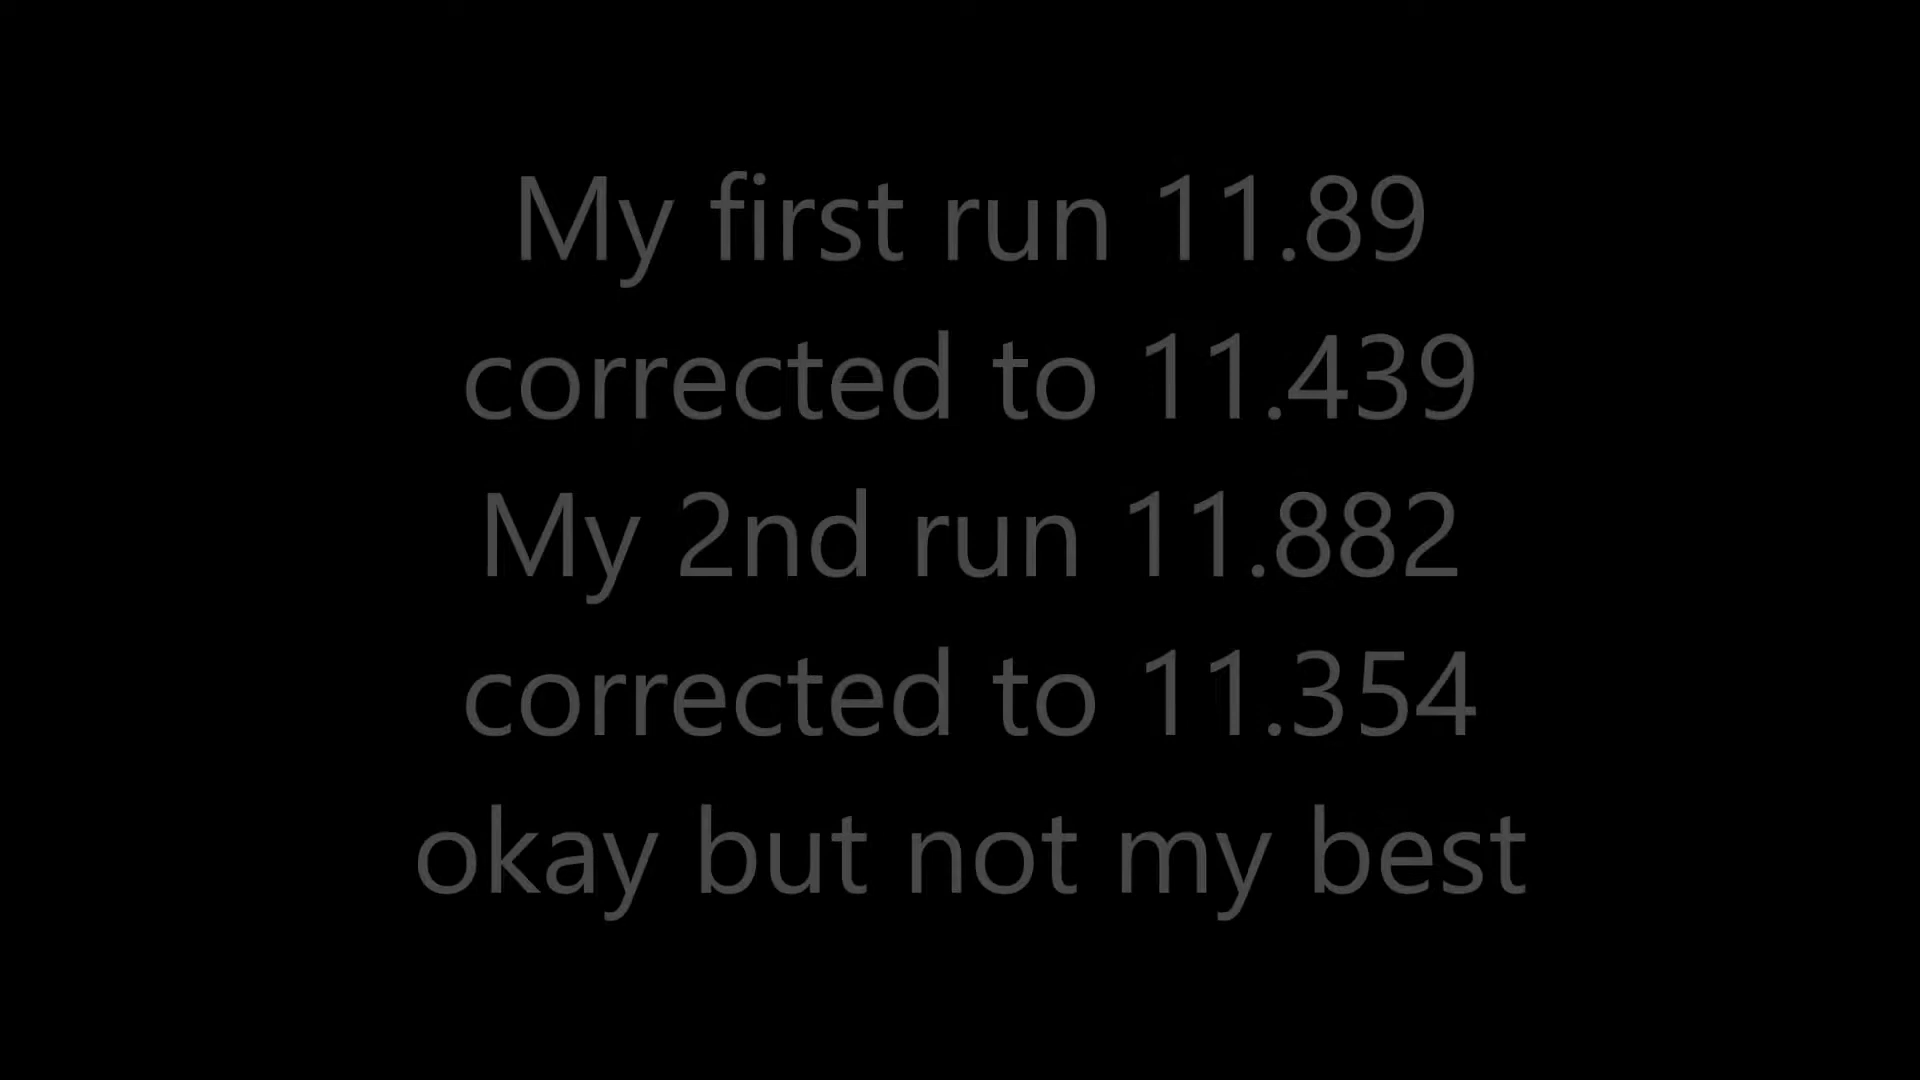 My first run 11.89
corrected to 11.439
My 2nd run 11.882
corrected to 11.354
okay but not my best